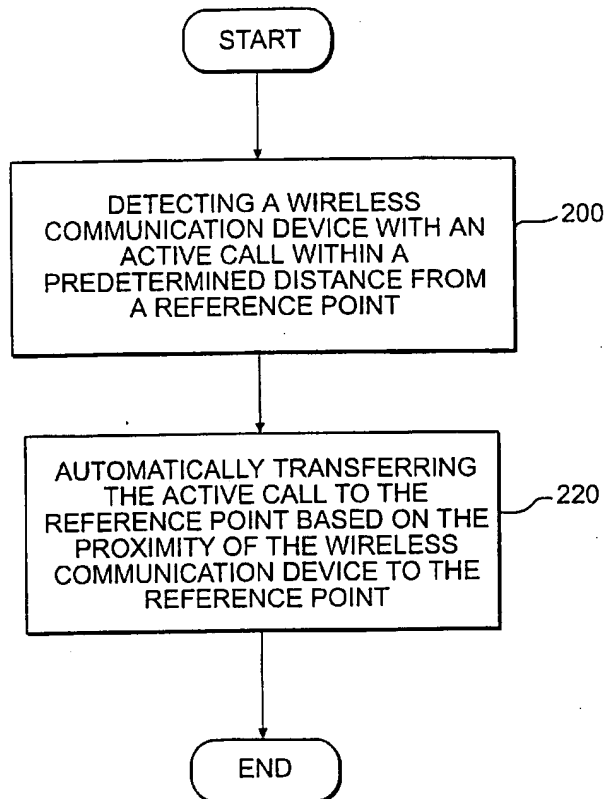 START
DETECTING A WIRELESS
COMMUNICATION DEVICE WITH AN
ACTIVE CALL WITHIN A
PREDETERMINED DISTANCE FROM
A REFERENCE POINT
200
AUTOMATICALLY TRANSFERRING
THE ACTIVE CALL TO THE
REFERENCE POINT BASED ON THE
PROXIMITY OF THE WIRELESS
COMMUNICATION DEVICE TO THE
REFERENCE POINT
220
END